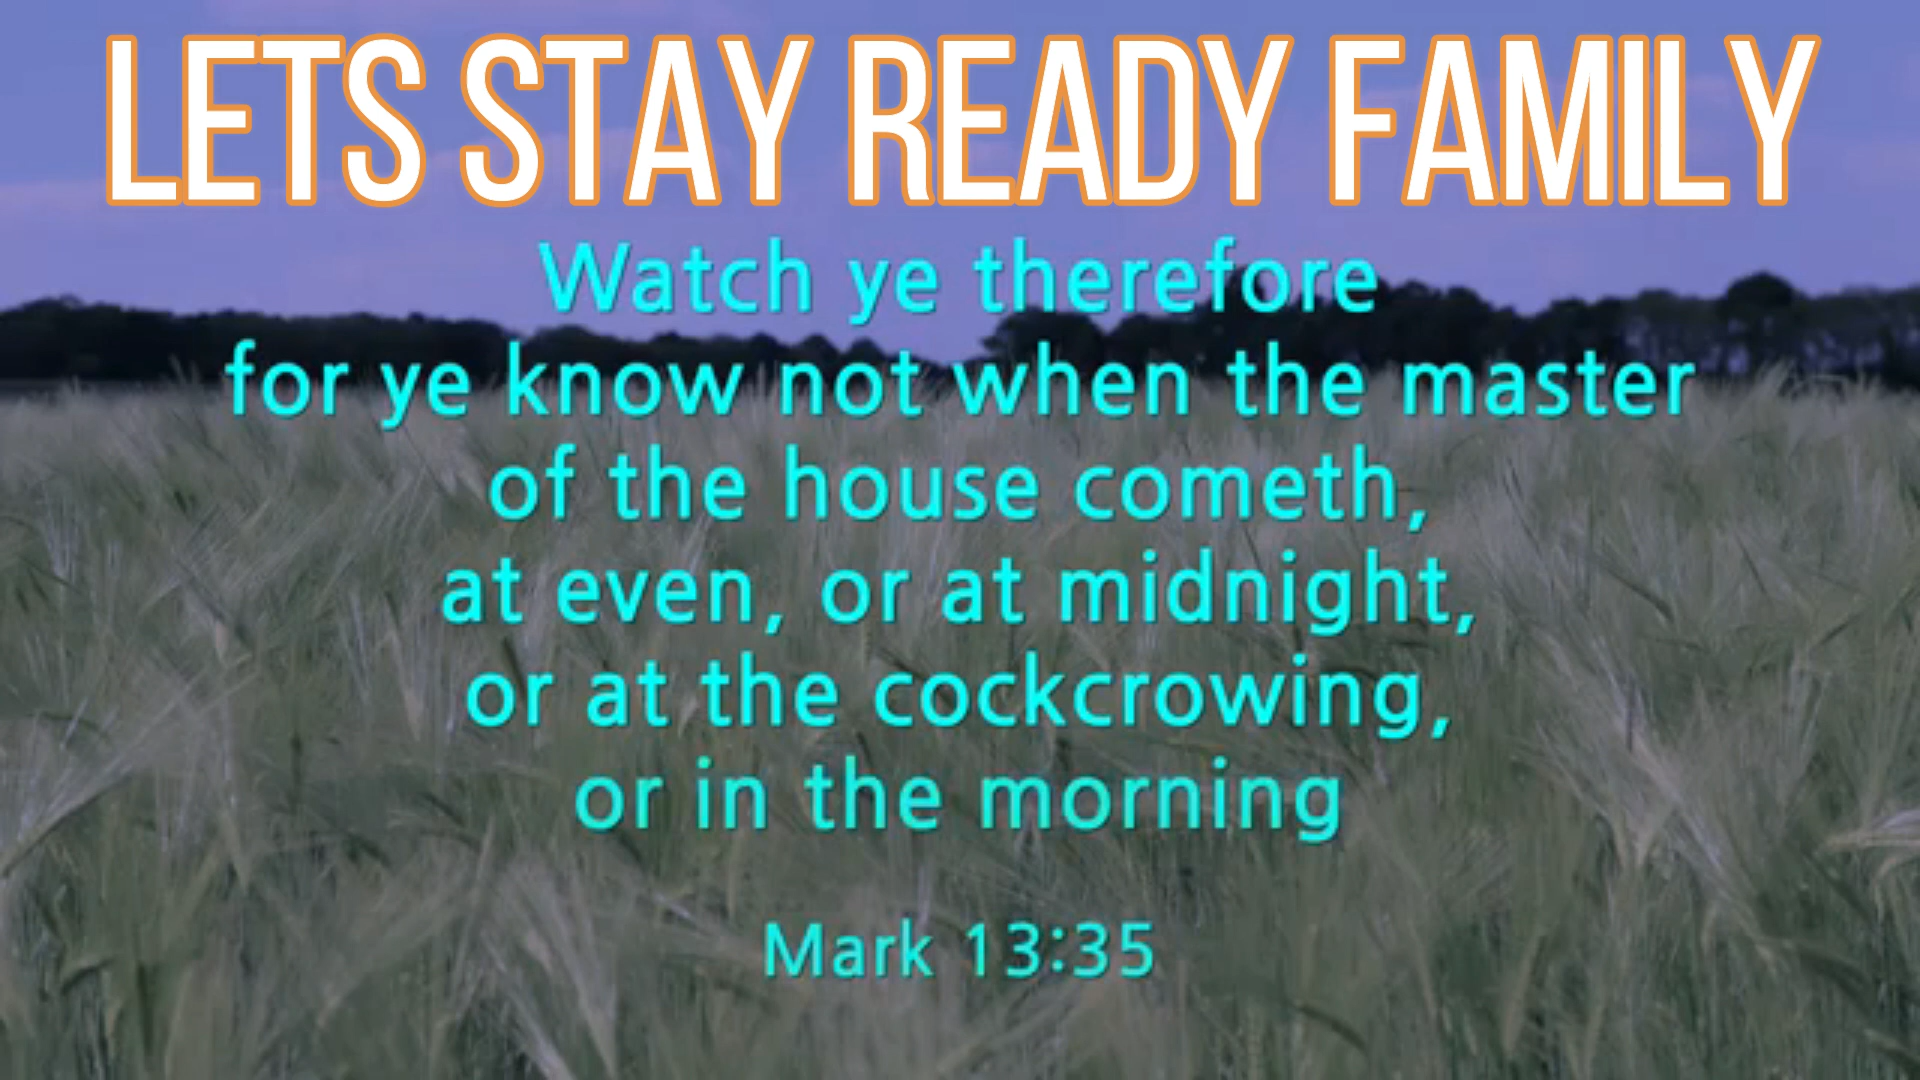 LETS STAY READY FAMILY
Watch ye therefore
for ye know not when the master
of the house cometh,
at even, or at midnight,
or at the cockcrowing,
or in the morning
Mark 13:35